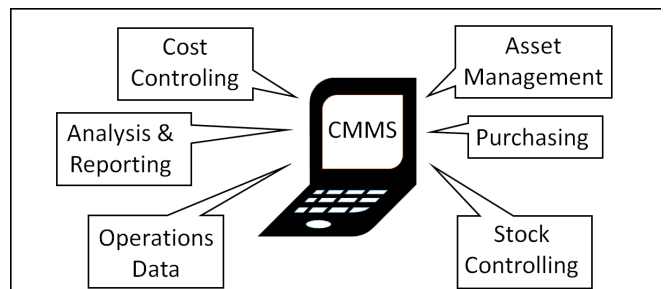 Cost
Controling
Asset
Management
CMMS
Analysis &
Reporting
Purchasing
Operations
Data
Stock
Controlling